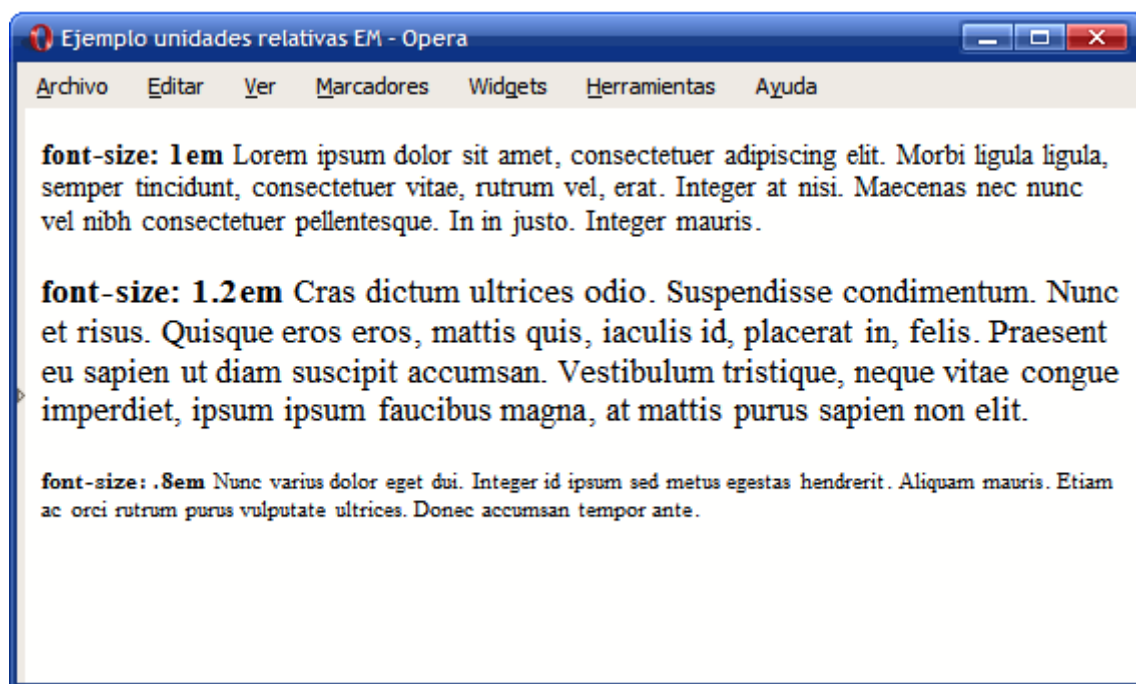 Ejemplo unidades relativas EM - Opera
Archivo Editar Ver Marcadores Widgets Herramientas Ayuda
font-size: 1em Lorem ipsum dolor sit amet, consectetuer adipiscing elit. Morbi ligula ligula,
semper tincidunt, consectetuer vitae, rutrum vel, erat. Integer at nisi. Maecenas nec nunc
vel nibh consectetuer pellentesque. In in justo. Integer mauris.
font-size: 1.2em Cras dictum ultrices odio. Suspendisse condimentum. Nunc
et risus. Quisque eros eros, mattis quis, iaculis id, placerat in, felis. Praesent
eu sapien ut diam suscipit accumsan. Vestibulum tristique, neque vitae congue
imperdiet, ipsum ipsum faucibus magna, at mattis purus sapien non elit.
font-size: .8em Nunc varius dolor eget dui. Integer id ipsum sed metus egestas hendrerit. Aliquam mauris. Etiam
ac orci rutrum purus vulputate ultrices. Donec accumsan tempor ante.